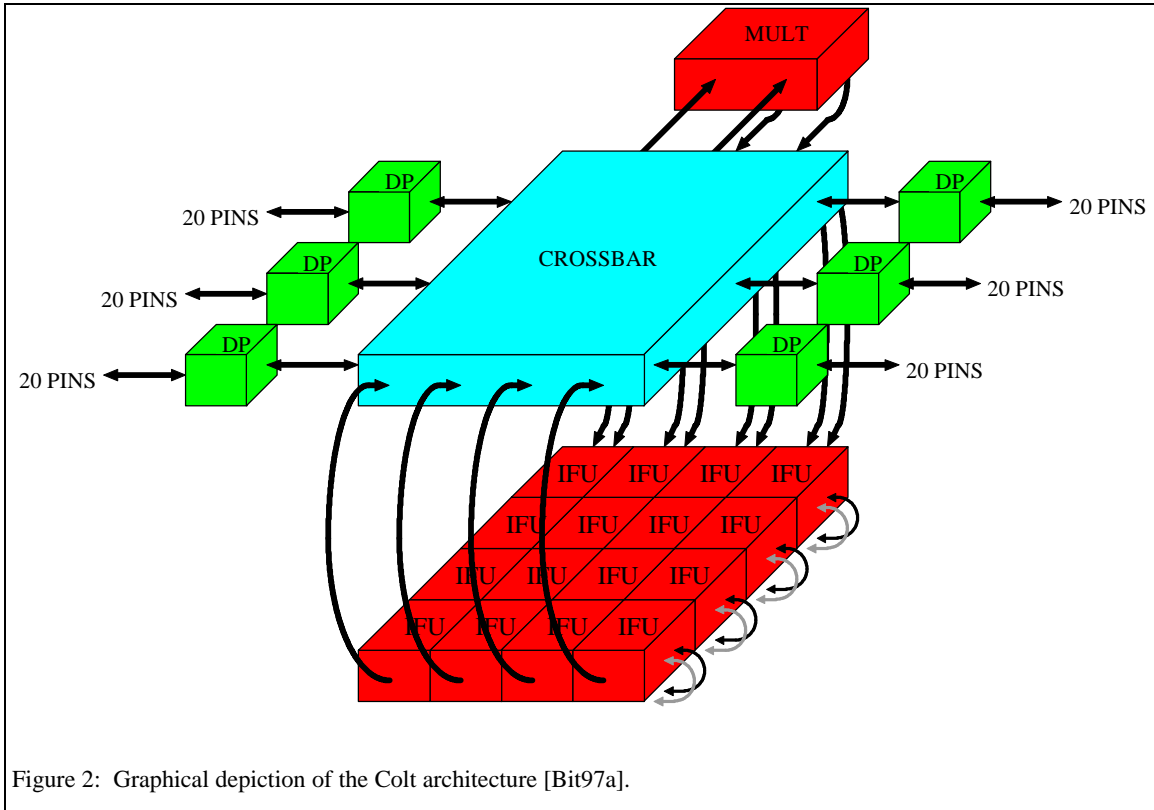 MULT
DP
DP
20 PINS
20 PINS
DP
DP
CROSSBAR
20 PINS
20 PINS
DP
DP
20 PINS
20 PINS
IFU IFU IFU IFU
IFU IFU IFU IFU
IFU IFU IFU IFU
IFU IFU IFU IFU
Figure 2: Graphical depiction of the Colt architecture [Bit97a].